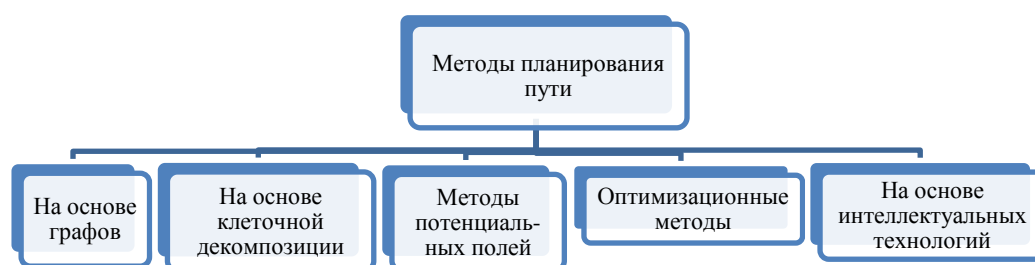 Методы планирования
пути
На основе
графов
На основе
клеточной
декомпозиции
Методы
потенциаль-
ных полей
Оптимизационные
методы
На основе
интеллектуальных
технологий